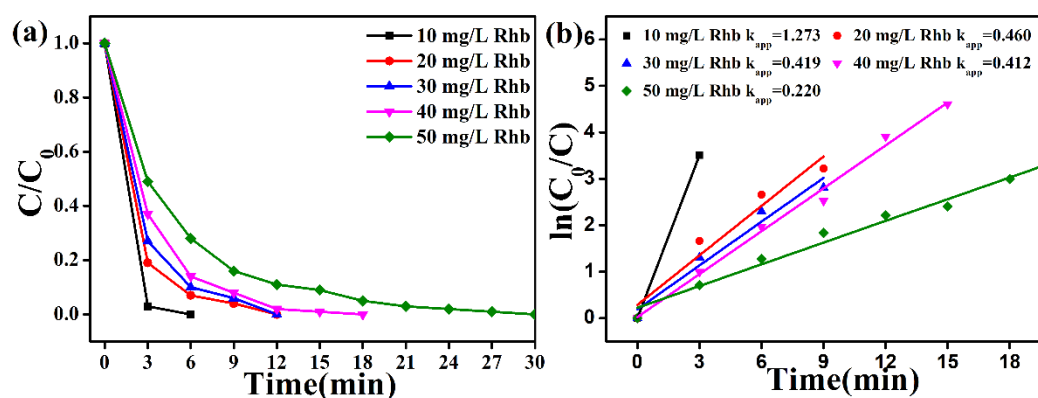 (a)
10 mg/L Rhb
20 mg/L Rhb
30 mg/L Rhb
40 mg/L Rhb
50 mg/L Rhb
C/C0
1.0
0.8
0.6
0.4
0.2
0.0
0 3 6 9 12 15 18 21 24 27 30
Time(min)
(b)
10 mg/L Rhb kapp=1.273 20 mg/L Rhb kapp=0.460
30 mg/L Rhb kapp=0.419 40 mg/L Rhb kapp=0.412
50 mg/L Rhb kapp=0.220
ln(C0/C)
6
5
4
3
2
1
0
0 3 6 9 12 15 18
Time(min)